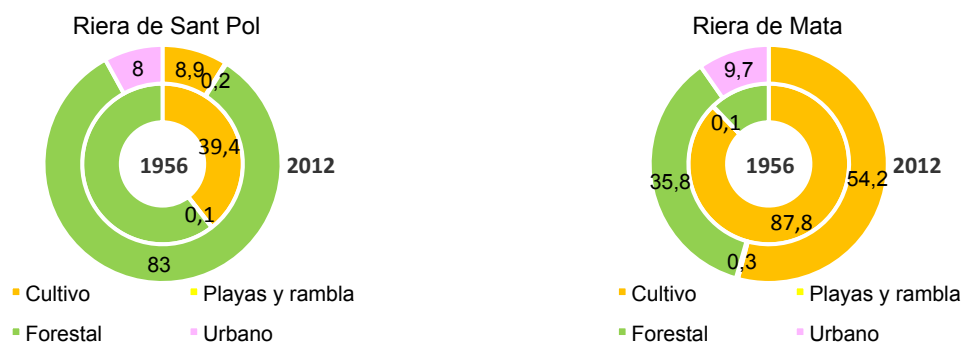 Riera de Sant Pol
8
8,9
0,2
39,4
1956
2012
0,1
83
Cultivo
Playas y rambla
Forestal
Urbano
Riera de Mata
9,7
0,1
35,8
1956
2012
54,2
87,8
0,3
Cultivo
Playas y rambla
Forestal
Urbano